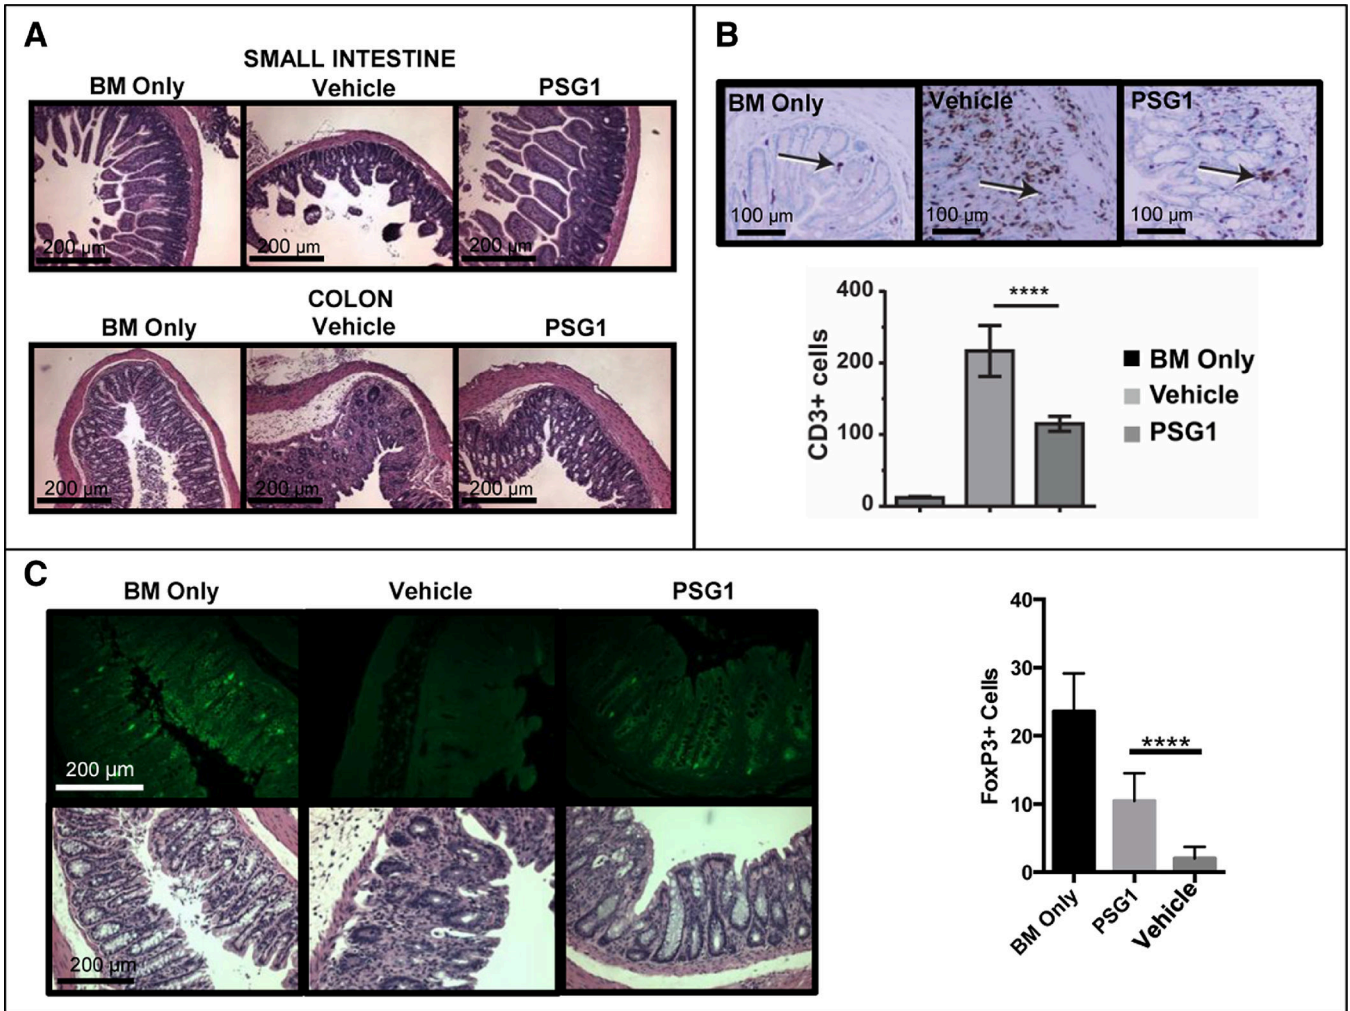 A
SMALL INTESTINE
BM Only
Vehicle
PSG1
200 µm
200 µm
200 µm
COLON
BM Only
Vehicle
PSG1
200 µm
200 µm
200 µm
B
BM Only
Vehicle
PSG1
100 µm
100 µm
100 µm
CD3+ cells
400
200
100
0
****
BM Only
Vehicle
PSG1
C
BM Only
Vehicle
PSG1
200 µm
200 µm
FoxP3+ Cells
40
30
20
10
0
****
BM Only
PSG1
Vehicle